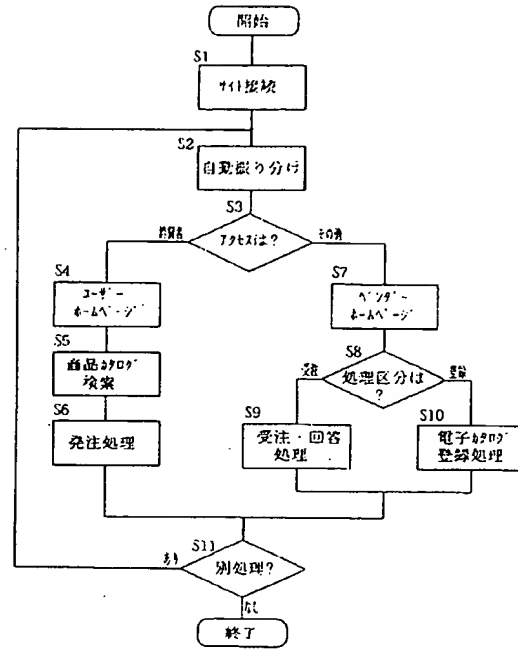 開始
S1
サイト接続
S2
自動振り分け
S3
アクセスは?
その他
S4
ユーザー
ホームページ
S7
ベンダー
ホームページ
S5
商品カタログ
検索
S8
処理区分は
?
受注
登録
S6
発注処理
S9
受注・回答
処理
S10
電子カタログ
登録処理
S11
あり
別処理?
なし
終了